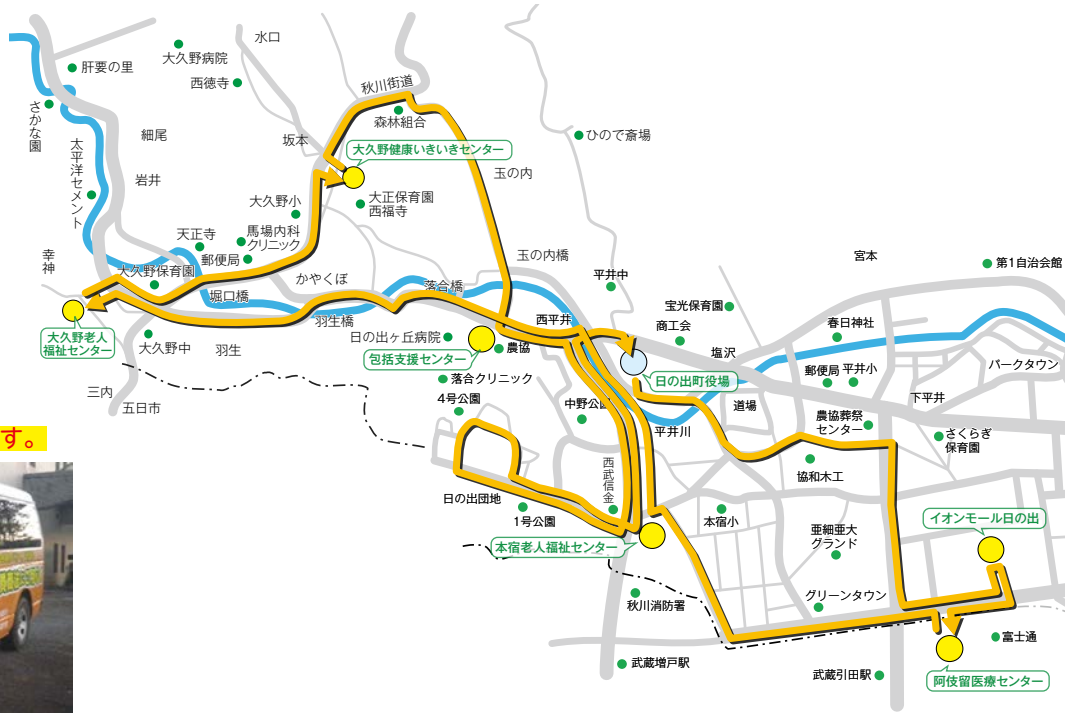 水口
大久野病院
肝要の里
西徳寺
秋川街道
さかな園
森林組合
細尾
坂本
ひので斎場
太平洋セメント
大久野健康いきいきセンター
岩井
玉の内
大久野小
大正保育園
西福寺
天正寺
馬場内科
クリニック
幸神
郵便局
玉の内橋
宮本
第1自治会館
大久野保育園
かやくぼ
落合橋
平井中
堀口橋
宝光保育園
羽生橋
西平井
商工会
春日神社
大久野老人
福祉センター
大久野中
羽生
日の出ヶ丘病院
包括支援センター
農協
塩沢
パークタウン
郵便局
平井小
三内
落合クリニック
日の出町役場
五日市
4号公園
中野公園
道場
下平井
す。
平井川
農協葬祭
センター
さくらぎ
保育園
西武信金
協和木工
日の出団地
1号公園
本宿小
イオンモール日の出
本宿老人福祉センター
亜細亜大
グランド
秋川消防署
グリーンタウン
富士通
武蔵増戸駅
武蔵引田駅
阿伎留医療センター